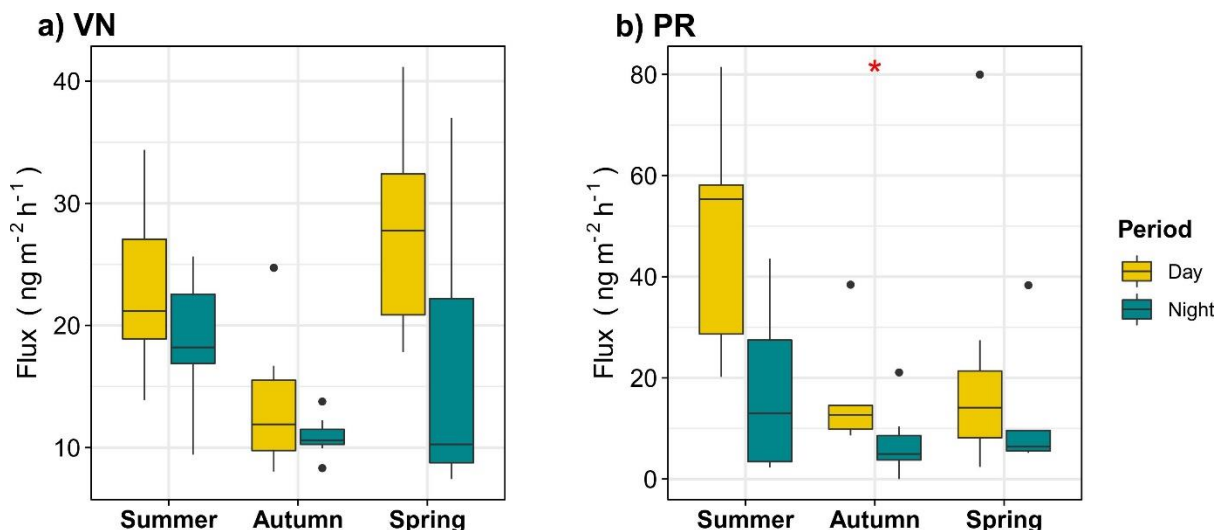 a) VN
b) PR
Flux ( ng m⁻² h⁻¹ )
40
30
20
10
Summer Autumn Spring
Flux ( ng m⁻² h⁻¹ )
80
60
40
20
0
*
Summer Autumn Spring
Period
Day
Night